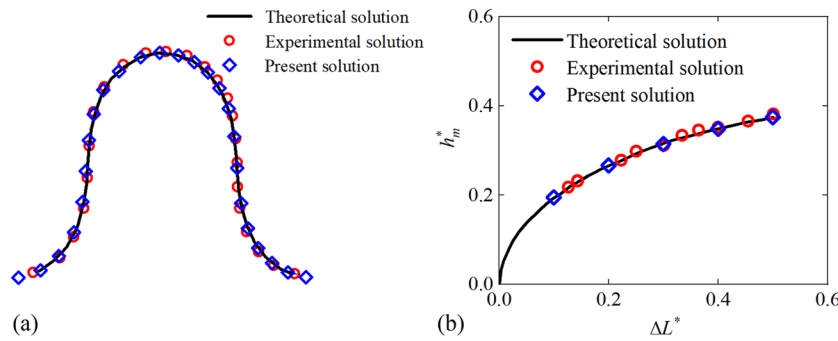 Theoretical solution
Experimental solution
Present solution
(a)
0.6
Theoretical solution
Experimental solution
Present solution
0.4
h*m
0.2
0.0
0.0
0.2
0.4
0.6
ΔL*
(b)